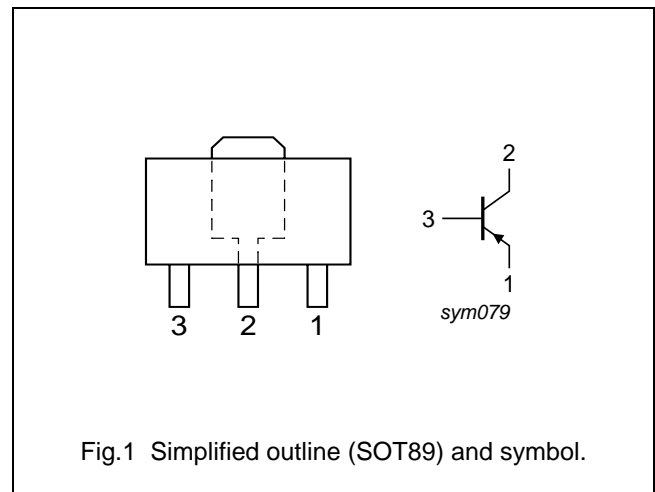 2
3
1
sym079
3 2 1
Fig.1 Simplified outline (SOT89) and symbol.